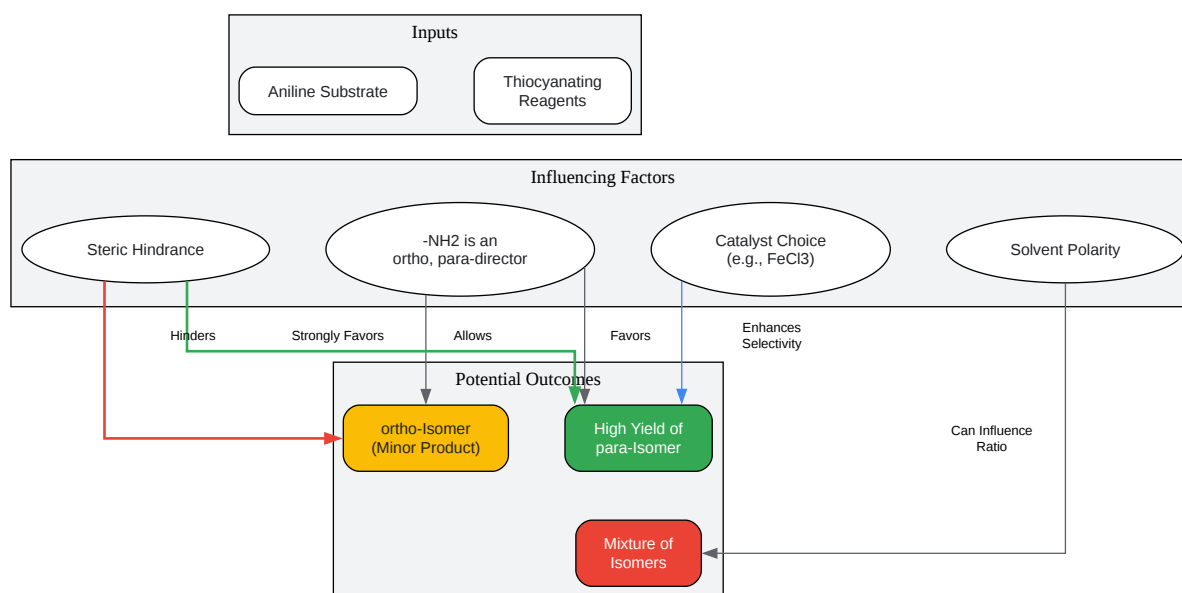 Inputs
Aniline Substrate
Thiocyanating
Reagents
Influencing Factors
Steric Hindrance
-NH2 is an
ortho, para-director
Catalyst Choice
(e.g., FeCl3)
Solvent Polarity
Hinders
Strongly Favors
Allows
Favors
Enhances
Selectivity
Potential Outcomes
ortho-Isomer
(Minor Product)
High Yield of
para-Isomer
Can Influence
Ratio
Mixture of
Isomers